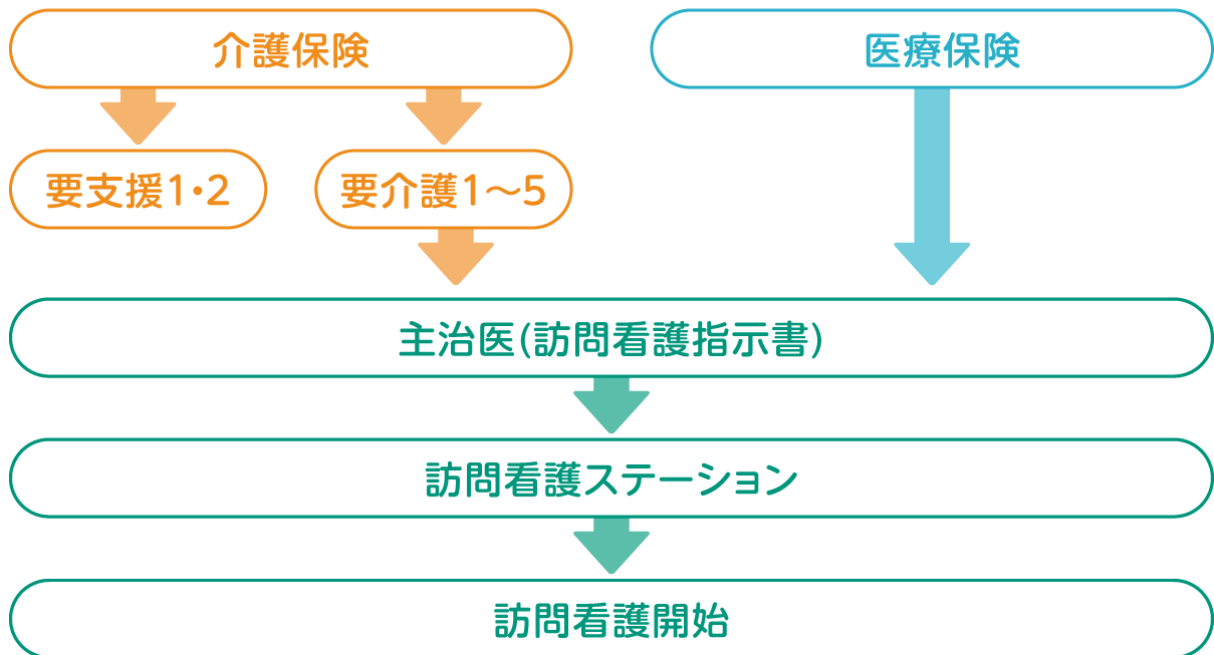 介護保険
医療保険
要支援1・2
要介護1〜5
主治医(訪問看護指示書)
訪問看護ステーション
訪問看護開始